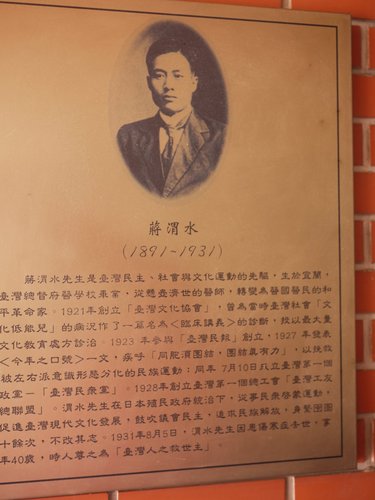 蔣渭水
(1891~1931)
蔣渭水先生是臺灣民主、社會與文化運動的先驅，生於宜蘭，
臺灣總督府醫學校畢業，從懸壺濟世的醫師，轉變為醫國醫民的和
平革命家。1921年創立「臺灣文化協會」，曾為當時臺灣社會「文
化低能兒」的病況作了一篇名為<臨床講義>的診斷，投以最大量
文化教育處方診治。1923 年參與「臺灣民報」創立，1927 年發表
<今年之口號>一文，疾呼「同胞須團結，團結真有力」，以挽救
被左右派意識形態分化的民族運動；同年 7月10日成立臺灣第一個
政黨－「臺灣民衆黨」。1928年創立臺灣第一個總工會「臺灣工友
總聯盟」。渭水先生在日本殖民政府統治下，從事民衆啓蒙運動，
促進臺灣現代文化發展，鼓吹議會民主，追求民族解放，身繫囹圄
十餘次，不改其志。1931年8月5日，渭水先生因患傷寒症去世，享
年40歲，時人尊之為「臺灣人之救世主」。